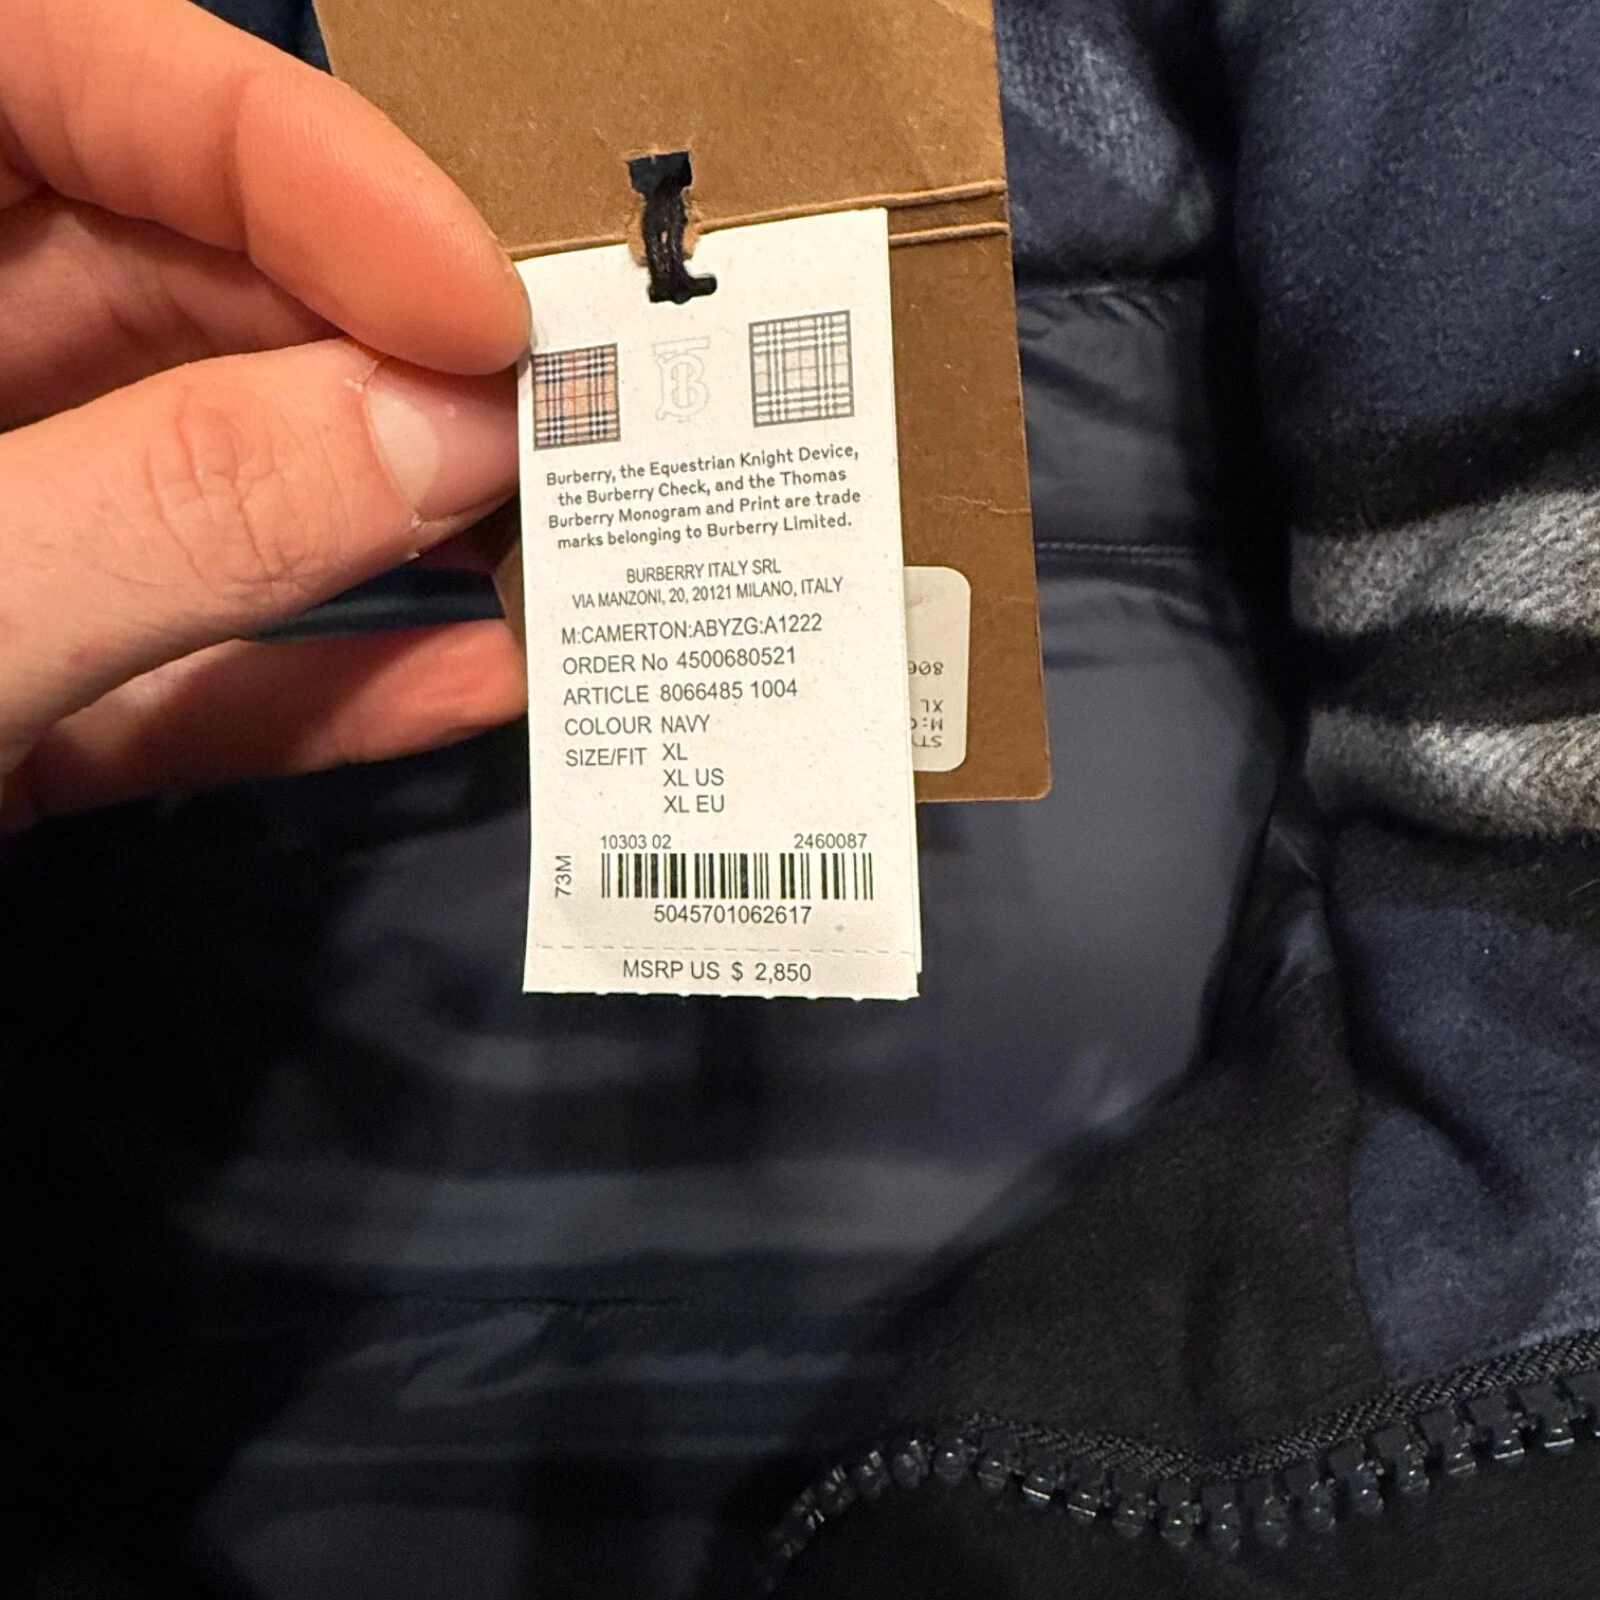 Burberry, the Equestrian Knight Device,
the Burberry Check, and the Thomas
Burberry Monogram and Print are trade
marks belonging to Burberry Limited.
BURBERRY ITALY SRL
VIA MANZONI, 20, 20121 MILANO, ITALY
M:CAMERTON:ABYZG:A1222
ORDER No 4500680521
ARTICLE 8066485 1004
COLOUR NAVY
SIZE/FIT XL
XL US
XL EU
10303 02 2460087
73M
5045701062617
MSRP US $ 2,850
STY
M:C
XL
806